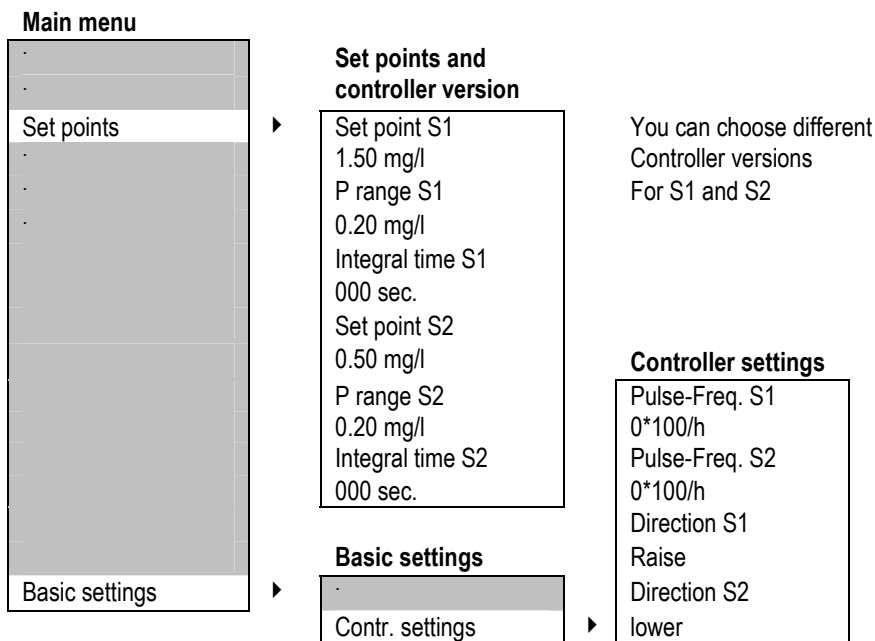 Main menu
.
.
Set points
.
.
.
Basic settings
Set points and
controller version
Set point S1
1.50 mg/l
P range S1
0.20 mg/l
Integral time S1
000 sec.
Set point S2
0.50 mg/l
P range S2
0.20 mg/l
Integral time S2
000 sec.
You can choose different
Controller versions
For S1 and S2
Basic settings
.
Contr. settings
Controller settings
Pulse-Freq. S1
0*100/h
Pulse-Freq. S2
0*100/h
Direction S1
Raise
Direction S2
lower